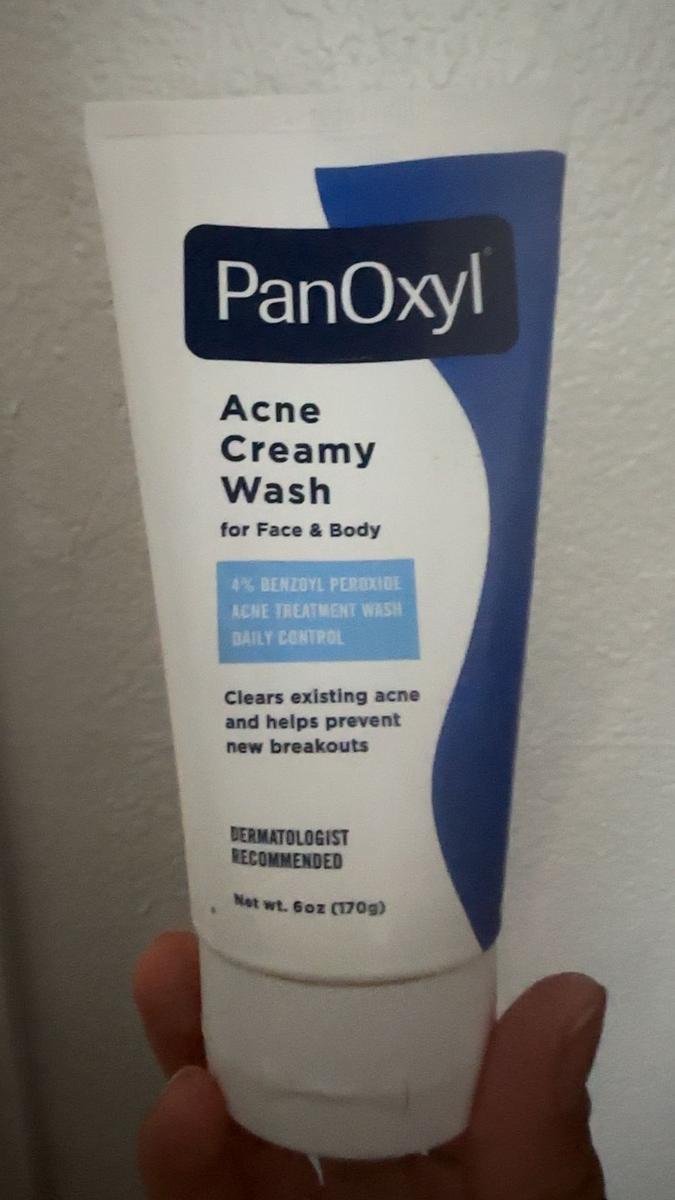 PanOxyl®
Acne
Creamy
Wash
for Face & Body
4% BENZOYL PEROXIDE
ACNE TREATMENT WASH
DAILY CONTROL
Clears existing acne
and helps prevent
new breakouts
DERMATOLOGIST
RECOMMENDED
Net wt. 6oz (170g)